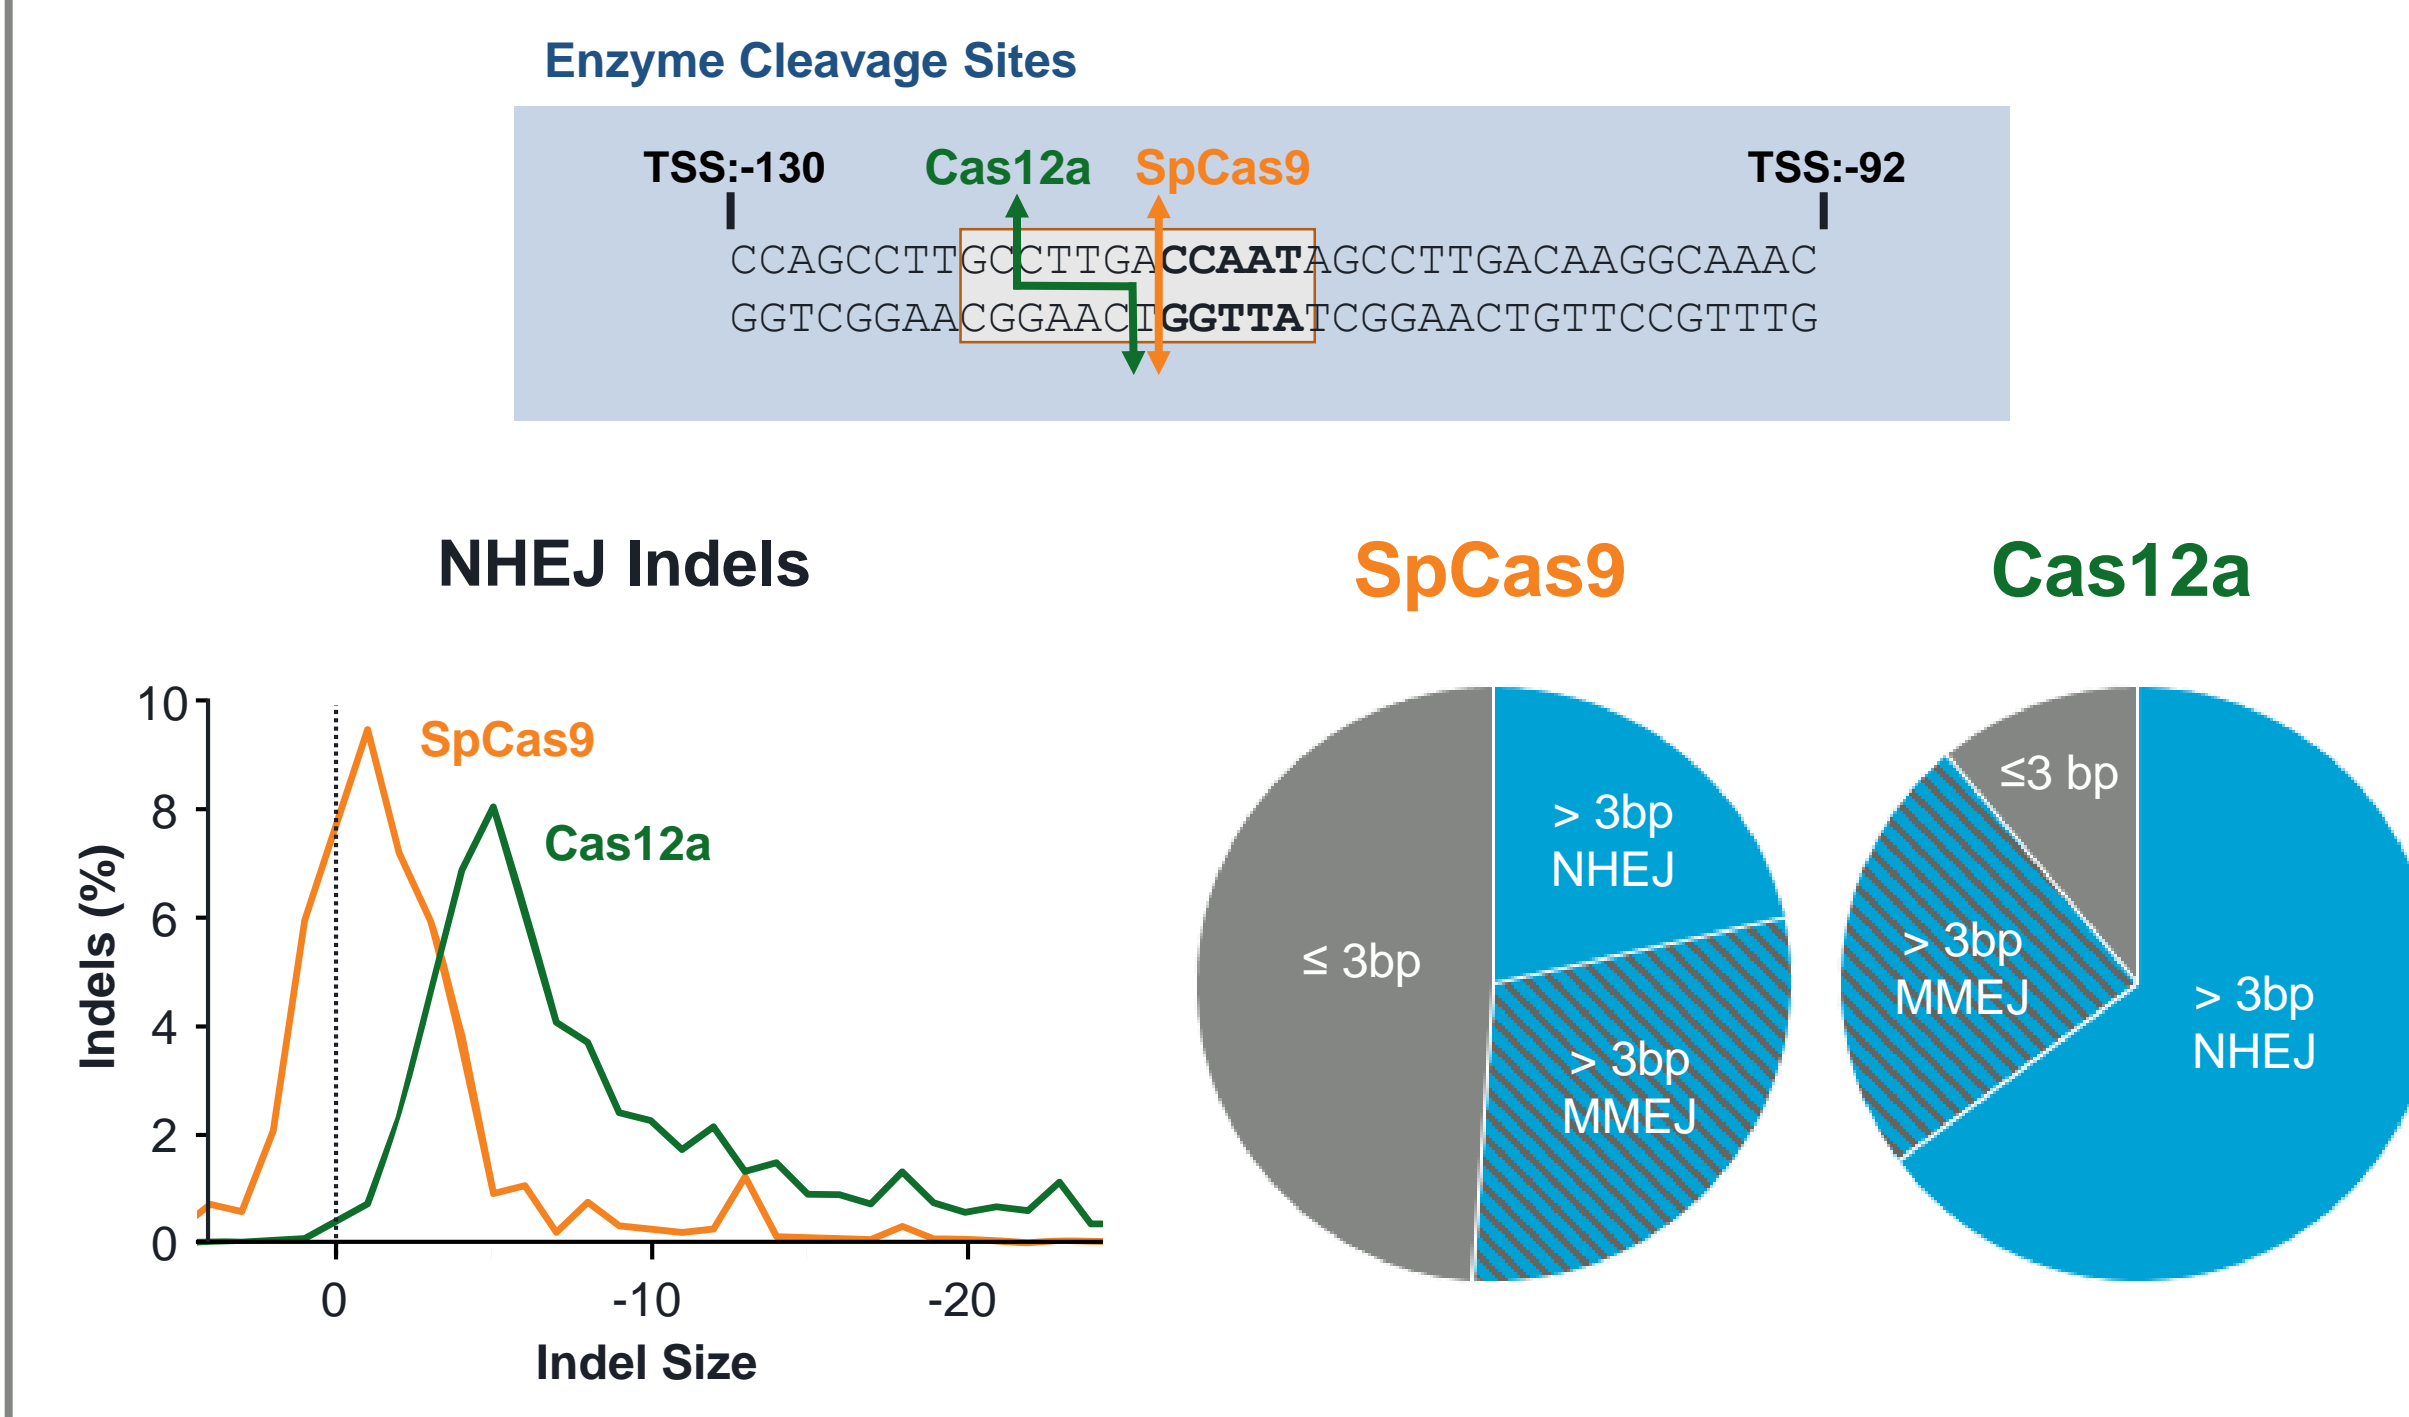 Enzyme Cleavage Sites
TSS:-130
Cas12a
SpCas9
TSS:-92
CCAGCCTTGCCTTGACCAATAGCCTTGACAAGGCAAAC
GGTCGGAACGGAACTGGTTATCGGAACTGTTCCGTTTG
NHEJ Indels
10
8
6
4
2
0
Indels (%)
SpCas9
Cas12a
0
-10
-20
Indel Size
SpCas9
> 3bp
NHEJ
≤ 3bp
> 3bp
MMEJ
Cas12a
≤3 bp
> 3bp
MMEJ
> 3bp
NHEJ